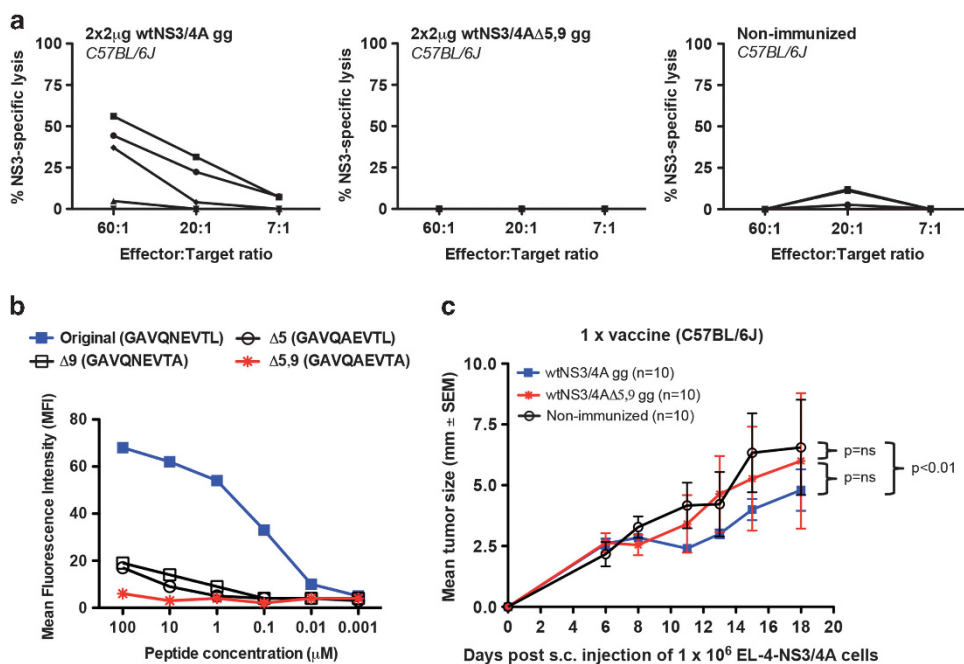 a
2x2µg wtNS3/4A gg
C57BL/6J
% NS3-specific lysis
100
75
50
25
0
60:1 20:1 7:1
Effector:Target ratio
2x2µg wtNS3/4AΔ5,9 gg
C57BL/6J
% NS3-specific lysis
100
75
50
25
0
60:1 20:1 7:1
Effector:Target ratio
Non-immunized
C57BL/6J
% NS3-specific lysis
100
75
50
25
0
60:1 20:1 7:1
Effector:Target ratio
b
Original (GAVQNEVTL) Δ5 (GAVQAEVTL)
Δ9 (GAVQNEVTA) Δ5,9 (GAVQAEVTA)
Mean Fluorescence Intensity (MFI)
80
60
40
20
0
100 10 1 0.1 0.01 0.001
Peptide concentration (µM)
c
1 x vaccine (C57BL/6J)
wtNS3/4A gg (n=10)
wtNS3/4AΔ5,9 gg (n=10)
Non-immunized (n=10)
Mean tumor size (mm ± SEM)
10.0
7.5
5.0
2.5
0.0
p=ns
p=ns
p<0.01
0 2 4 6 8 10 12 14 16 18 20
Days post s.c. injection of 1 x 10⁶ EL-4-NS3/4A cells